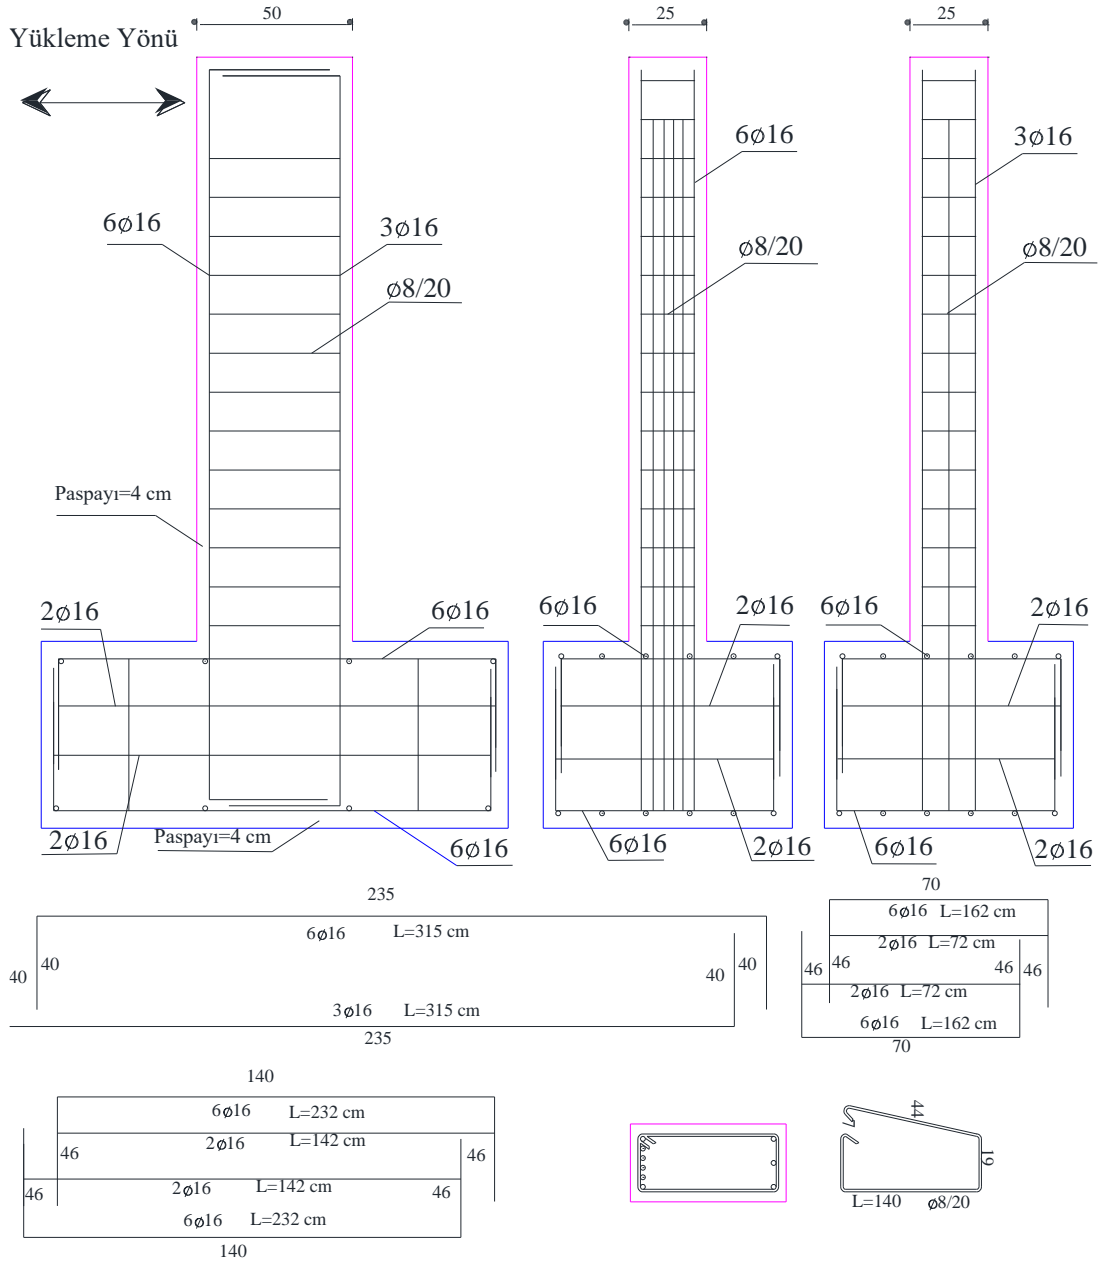 50
25
25
Yükleme Yönü
6ø16
3ø16
6ø16
3ø16
ø8/20
ø8/20
ø8/20
Paspayı=4 cm
2ø16
6ø16
6ø16
2ø16
6ø16
2ø16
2ø16
Paspayı=4 cm
6ø16
6ø16
2ø16
6ø16
2ø16
235
6ø16 L=315 cm
40
40
40
40
3ø16 L=315 cm
235
70
6ø16 L=162 cm
2ø16 L=72 cm
46
46
46
46
2ø16 L=72 cm
6ø16 L=162 cm
70
140
6ø16 L=232 cm
2ø16 L=142 cm
46
46
46
46
2ø16 L=142 cm
6ø16 L=232 cm
140
44
19
L=140 ø8/20